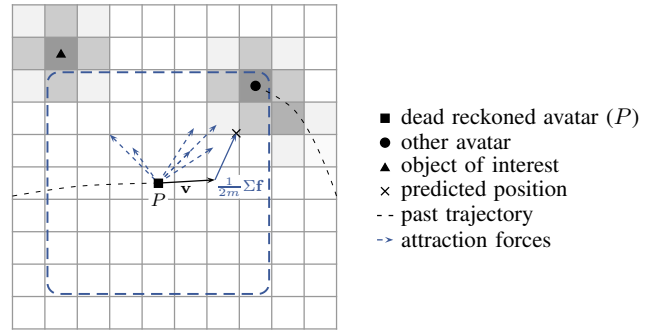 P
v
1/2m Σf
dead reckoned avatar (P)
other avatar
object of interest
predicted position
past trajectory
attraction forces